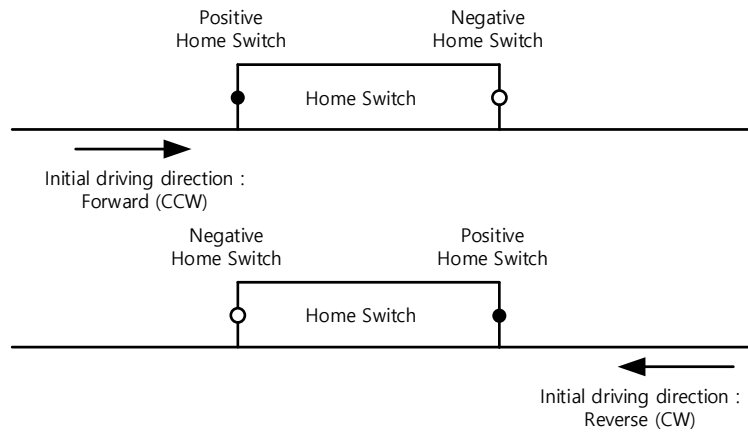 Positive
Home Switch
Negative
Home Switch
Home Switch
Initial driving direction :
Forward (CCW)
Negative
Home Switch
Positive
Home Switch
Home Switch
Initial driving direction :
Reverse (CW)